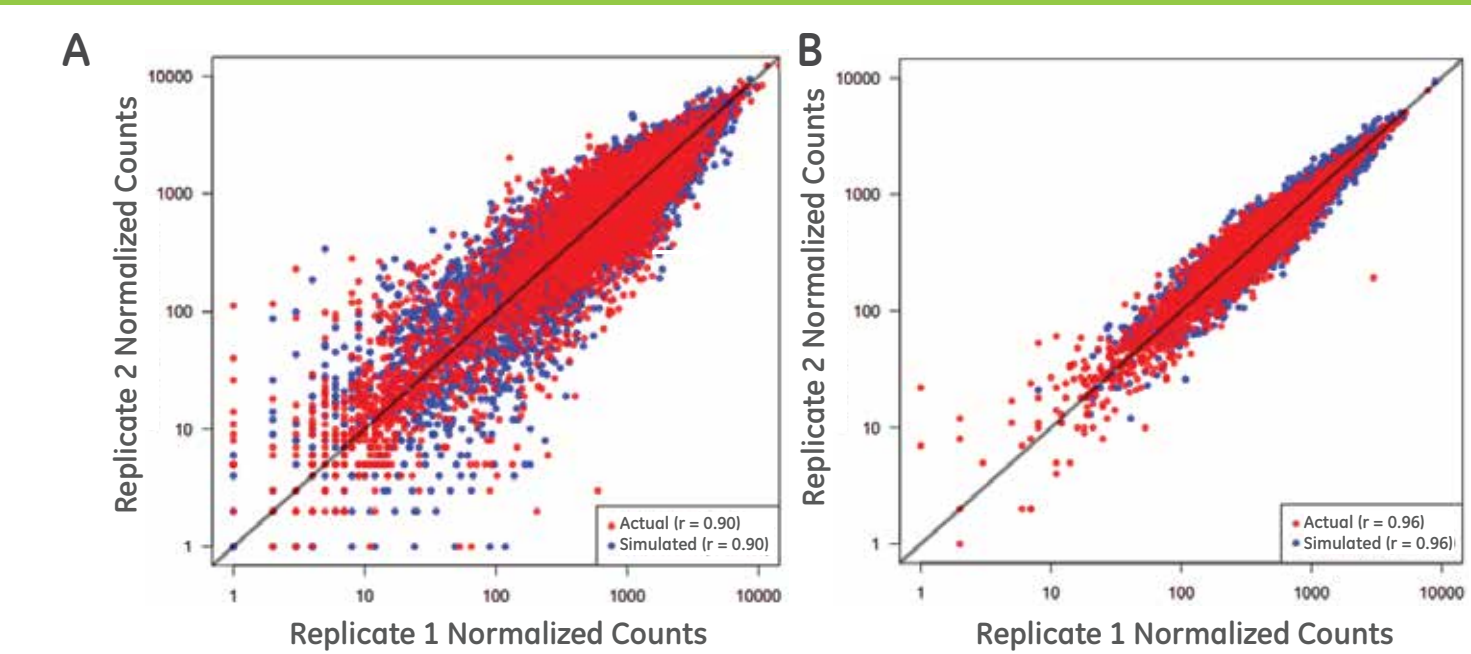 A
Replicate 2 Normalized Counts
10000
1000
100
10
1
1
10
100
1000
10000
Replicate 1 Normalized Counts
Actual (r = 0.90)
Simulated (r = 0.90)
B
Replicate 2 Normalized Counts
10000
1000
100
10
1
1
10
100
1000
10000
Replicate 1 Normalized Counts
Actual (r = 0.96)
Simulated (r = 0.96)